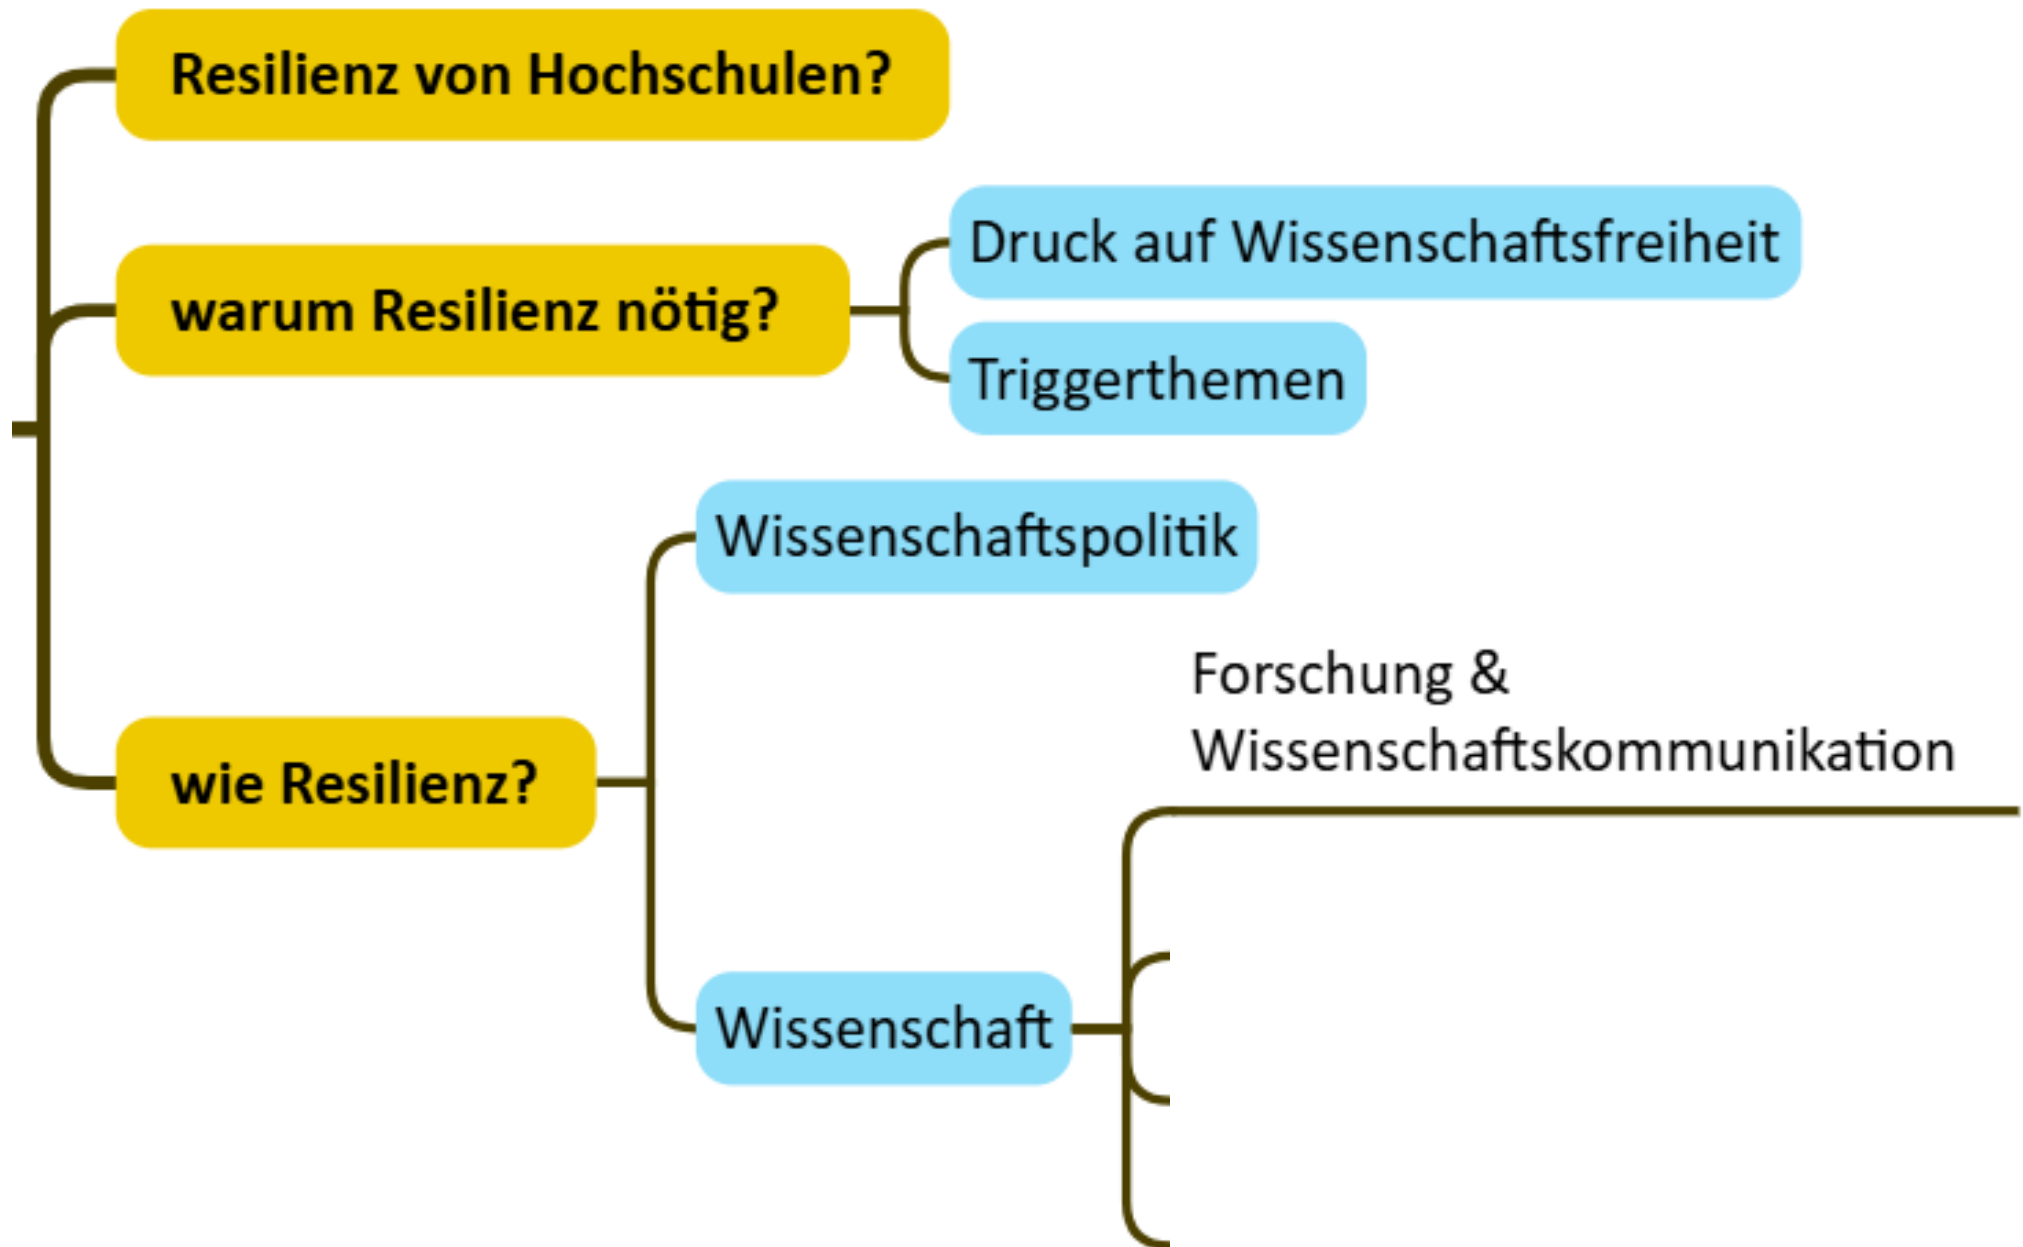 Resilienz von Hochschulen?
warum Resilienz nötig?
Druck auf Wissenschaftsfreiheit
Triggerthemen
wie Resilienz?
Wissenschaftspolitik
Wissenschaft
Forschung &
Wissenschaftskommunikation